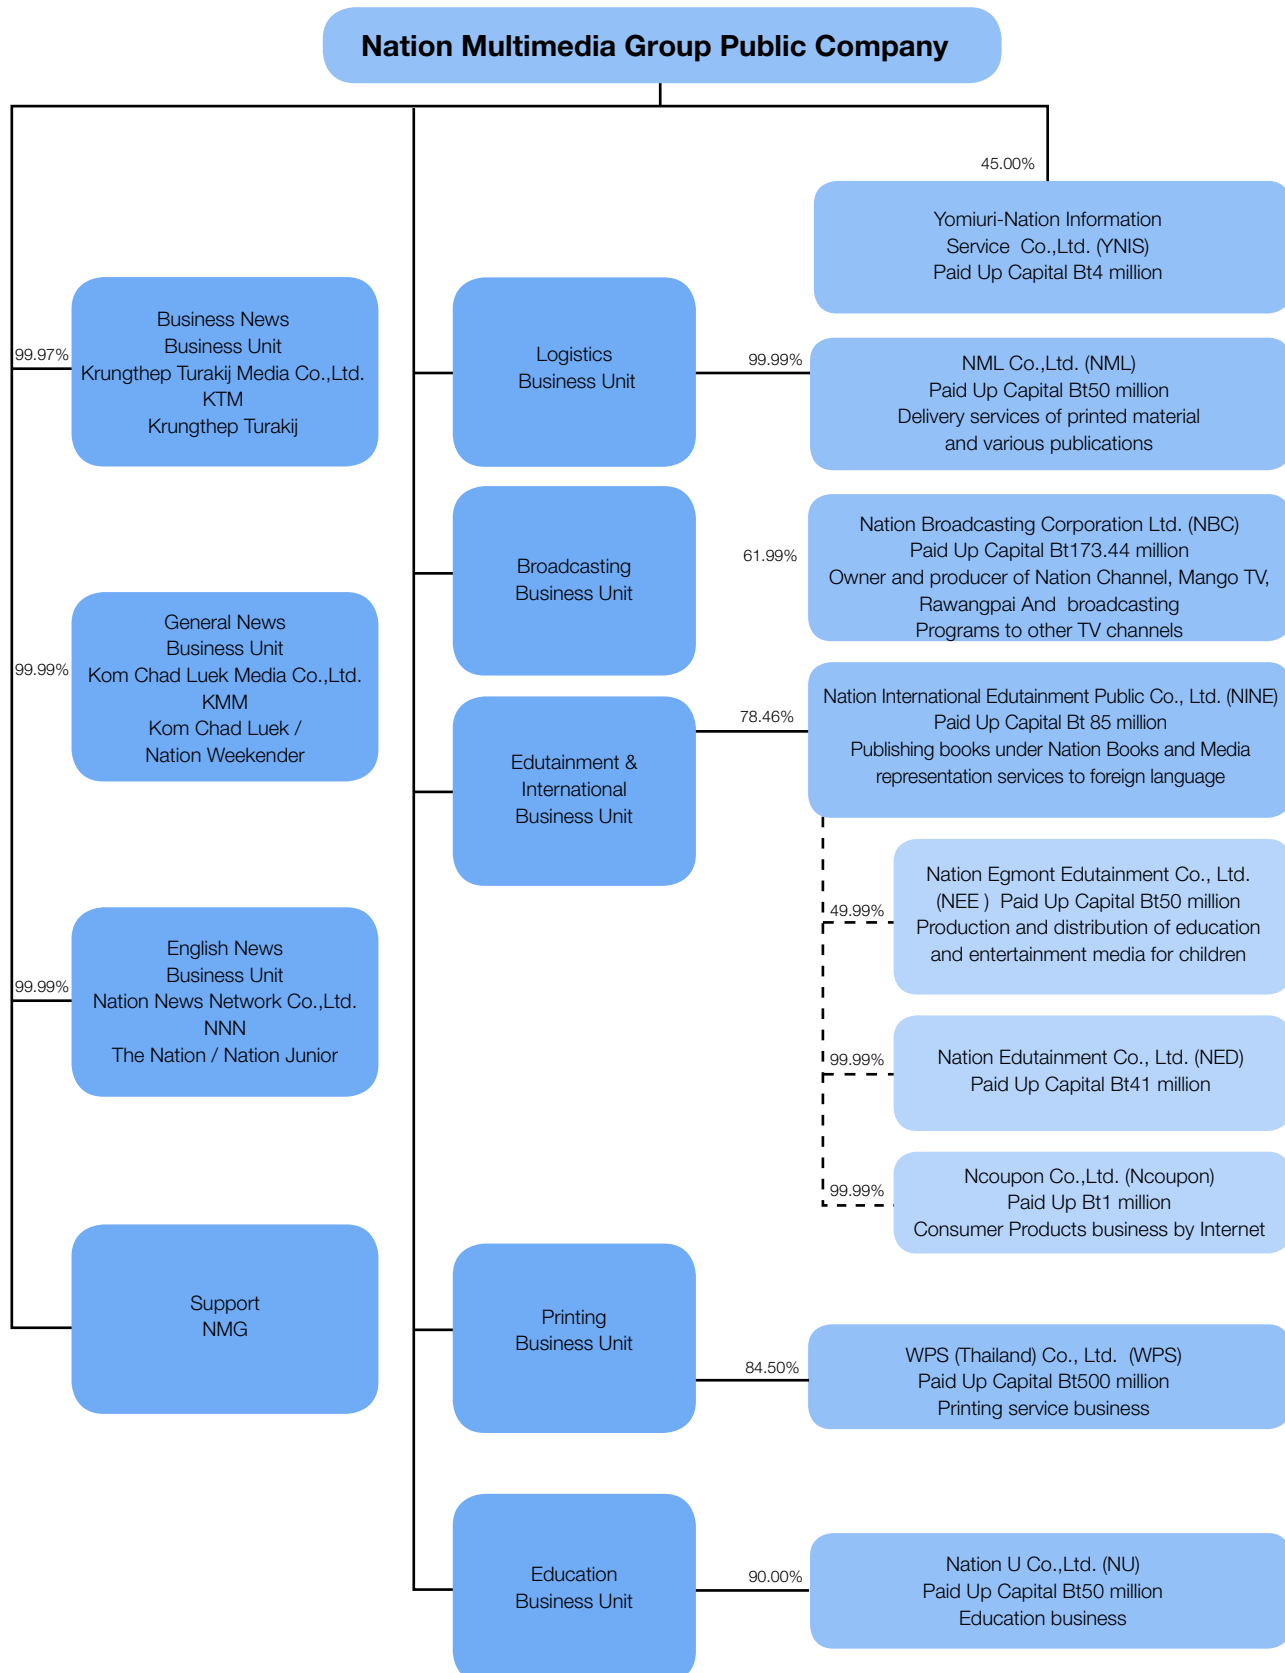 Nation Multimedia Group Public Company
45.00%
Yomiuri-Nation Information
Service Co.,Ltd. (YNIS)
Paid Up Capital Bt4 million
99.97%
Business News
Business Unit
Krungthep Turakij Media Co.,Ltd.
KTM
Krungthep Turakij
Logistics
Business Unit
99.99%
NML Co.,Ltd. (NML)
Paid Up Capital Bt50 million
Delivery services of printed material
and various publications
Broadcasting
Business Unit
61.99%
Nation Broadcasting Corporation Ltd. (NBC)
Paid Up Capital Bt173.44 million
Owner and producer of Nation Channel, Mango TV,
Rawangpai And broadcasting
Programs to other TV channels
99.99%
General News
Business Unit
Kom Chad Luek Media Co.,Ltd.
KMM
Kom Chad Luek /
Nation Weekender
Edutainment &
International
Business Unit
78.46%
Nation International Edutainment Public Co., Ltd. (NINE)
Paid Up Capital Bt 85 million
Publishing books under Nation Books and Media
representation services to foreign language
49.99%
Nation Egmont Edutainment Co., Ltd.
(NEE ) Paid Up Capital Bt50 million
Production and distribution of education
and entertainment media for children
99.99%
English News
Business Unit
Nation News Network Co.,Ltd.
NNN
The Nation / Nation Junior
99.99%
Nation Edutainment Co., Ltd. (NED)
Paid Up Capital Bt41 million
99.99%
Ncoupon Co.,Ltd. (Ncoupon)
Paid Up Bt1 million
Consumer Products business by Internet
Support
NMG
Printing
Business Unit
84.50%
WPS (Thailand) Co., Ltd. (WPS)
Paid Up Capital Bt500 million
Printing service business
Education
Business Unit
90.00%
Nation U Co.,Ltd. (NU)
Paid Up Capital Bt50 million
Education business